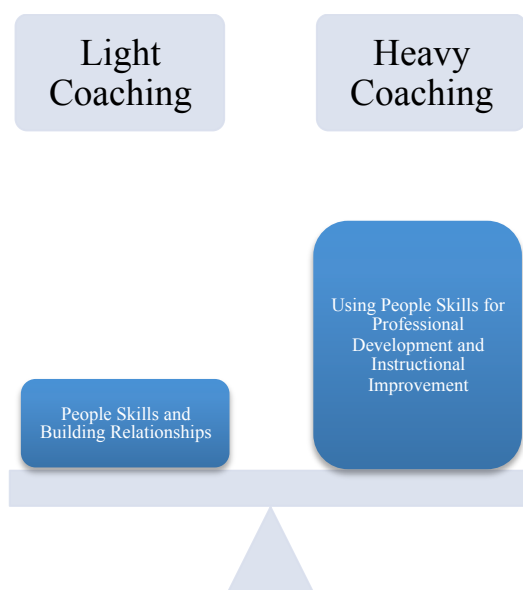 Light
Coaching
Heavy
Coaching
Using People Skills for
Professional
Development and
Instructional
Improvement
People Skills and
Building Relationships